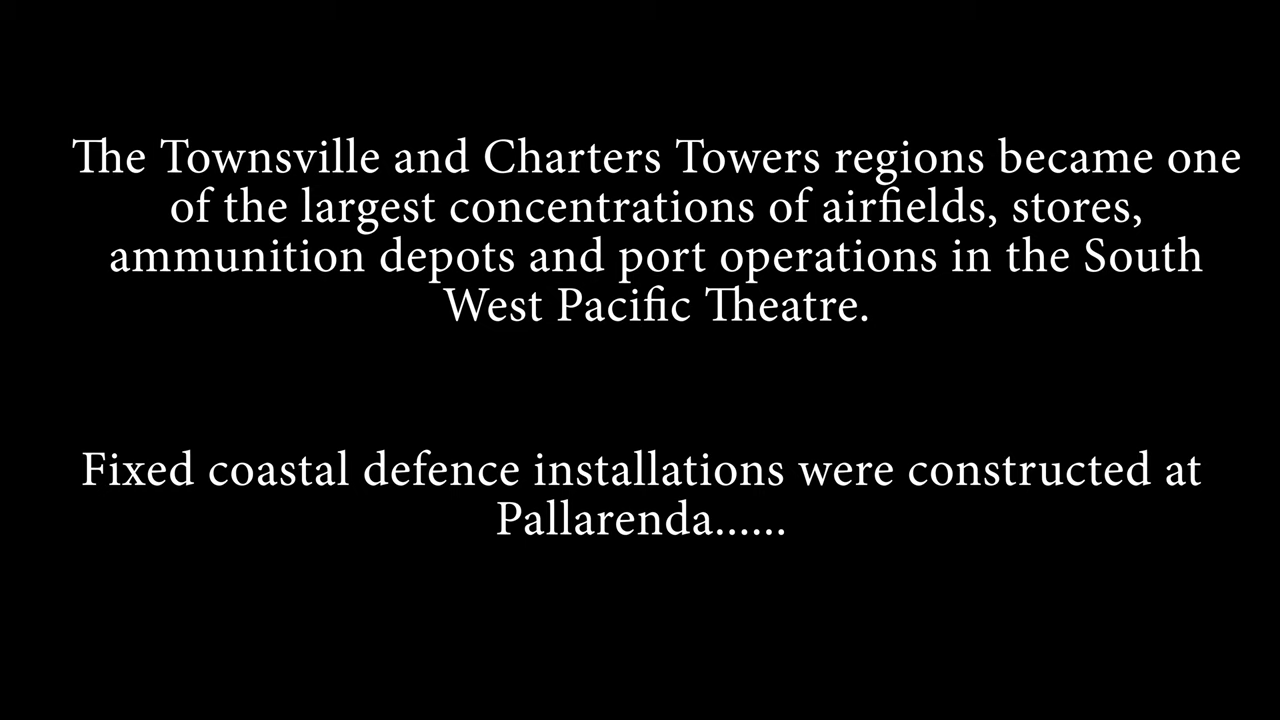 The Townsville and Charters Towers regions became one
of the largest concentrations of airfields, stores,
ammunition depots and port operations in the South
West Pacific Theatre.
Fixed coastal defence installations were constructed at
Pallarenda......